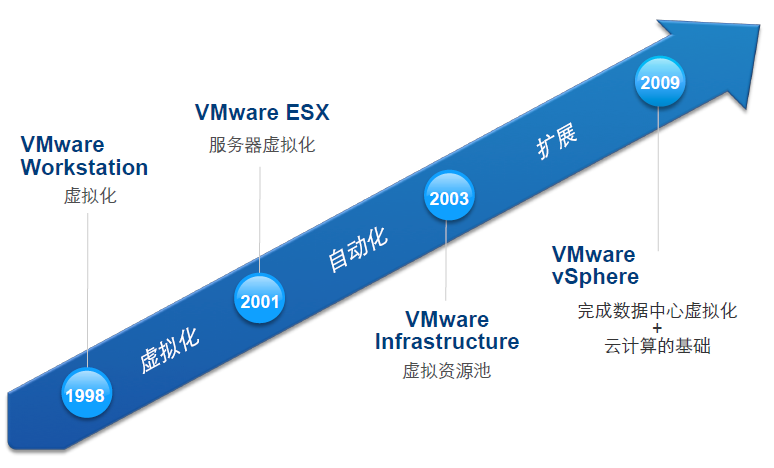 VMware
Workstation
虚拟化
1998
虚拟化
VMware ESX
服务器虚拟化
2001
自动化
2003
VMware
Infrastructure
虚拟资源池
扩展
2009
VMware
vSphere
完成数据中心虚拟化
+
云计算的基础